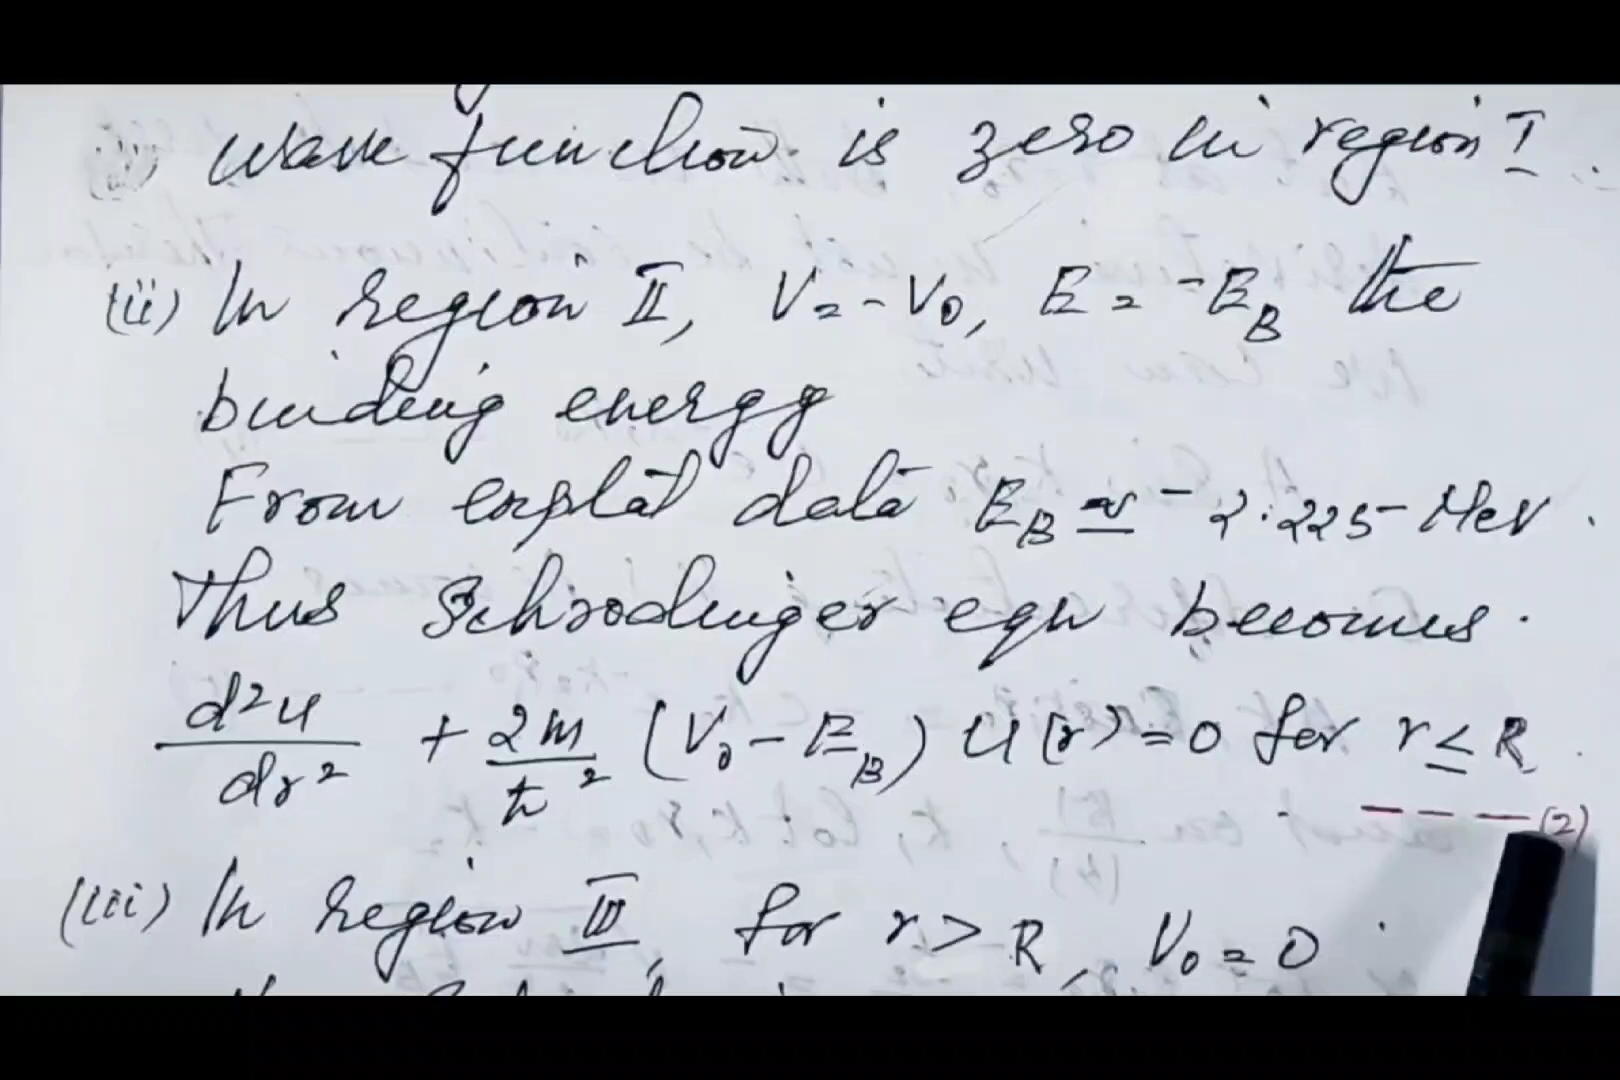 wave function is zero in region I.
(ii) In region II, V = -V₀, E = -E_B the
binding energy
From exptal data E_B ≃ - 2.225 MeV.
Thus Schrodinger eqn becomes.
d²u/dr² + 2m/ħ² (V₀ - E_B) U(r) = 0 for r ≤ R
- - - (2)
(iii) In region III, for r > R, V₀ = 0